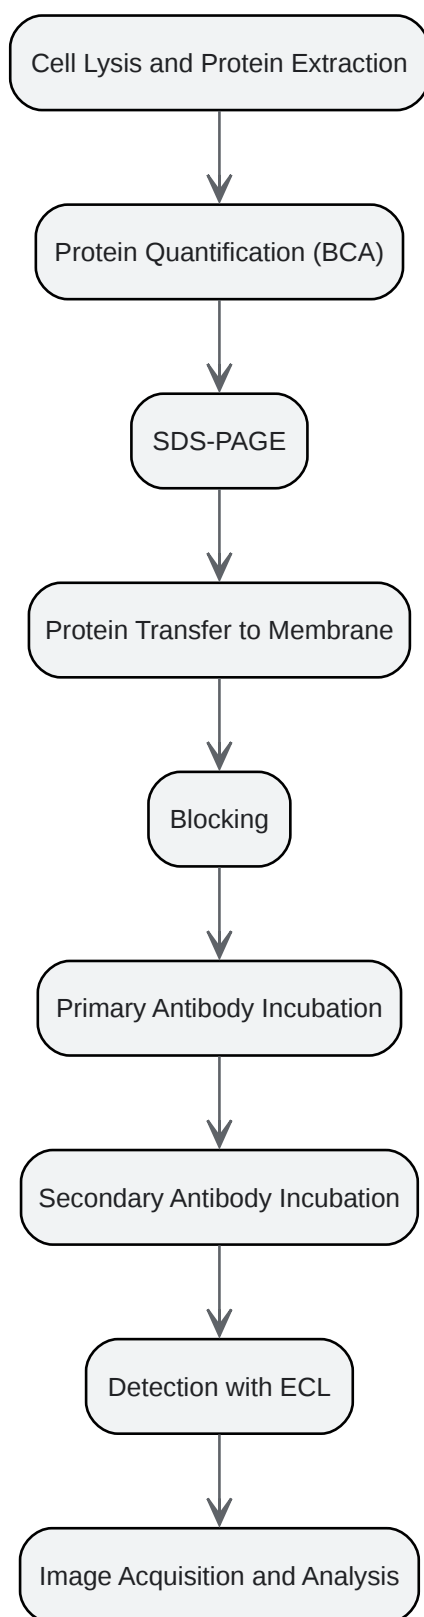 Cell Lysis and Protein Extraction
Protein Quantification (BCA)
SDS-PAGE
Protein Transfer to Membrane
Blocking
Primary Antibody Incubation
Secondary Antibody Incubation
Detection with ECL
Image Acquisition and Analysis